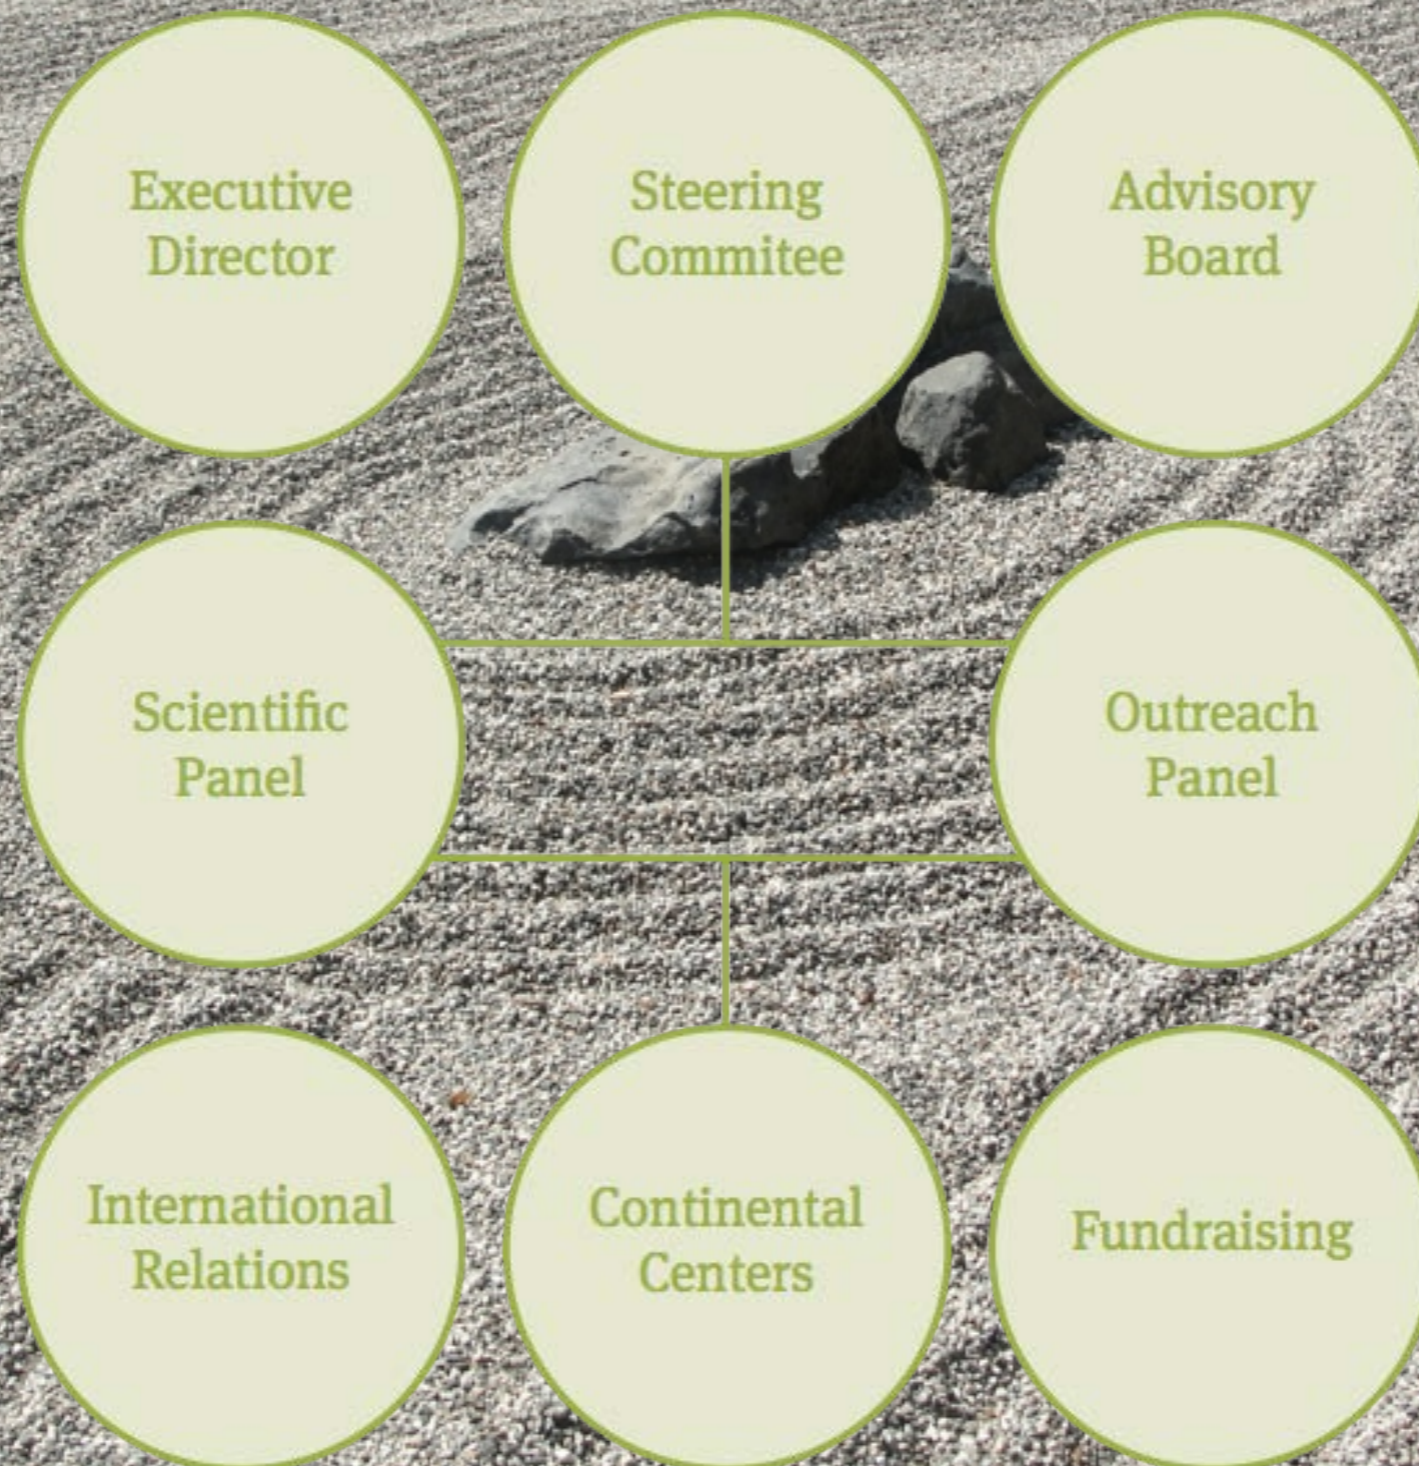 Executive
Director
Steering
Commitee
Advisory
Board
Scientific
Panel
Outreach
Panel
International
Relations
Continental
Centers
Fundraising